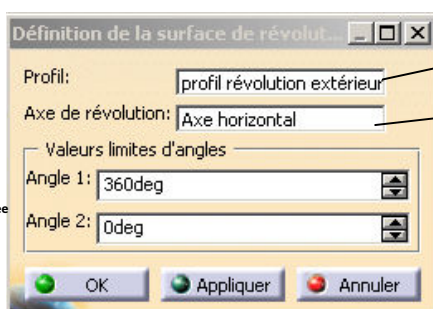 Définition de la surface de révolut...
Profil: profil révolution extérieur
Axe de révolution: Axe horizontal
Valeurs limites d'angles
Angle 1: 360deg
Angle 2: 0deg
OK Appliquer Annuler